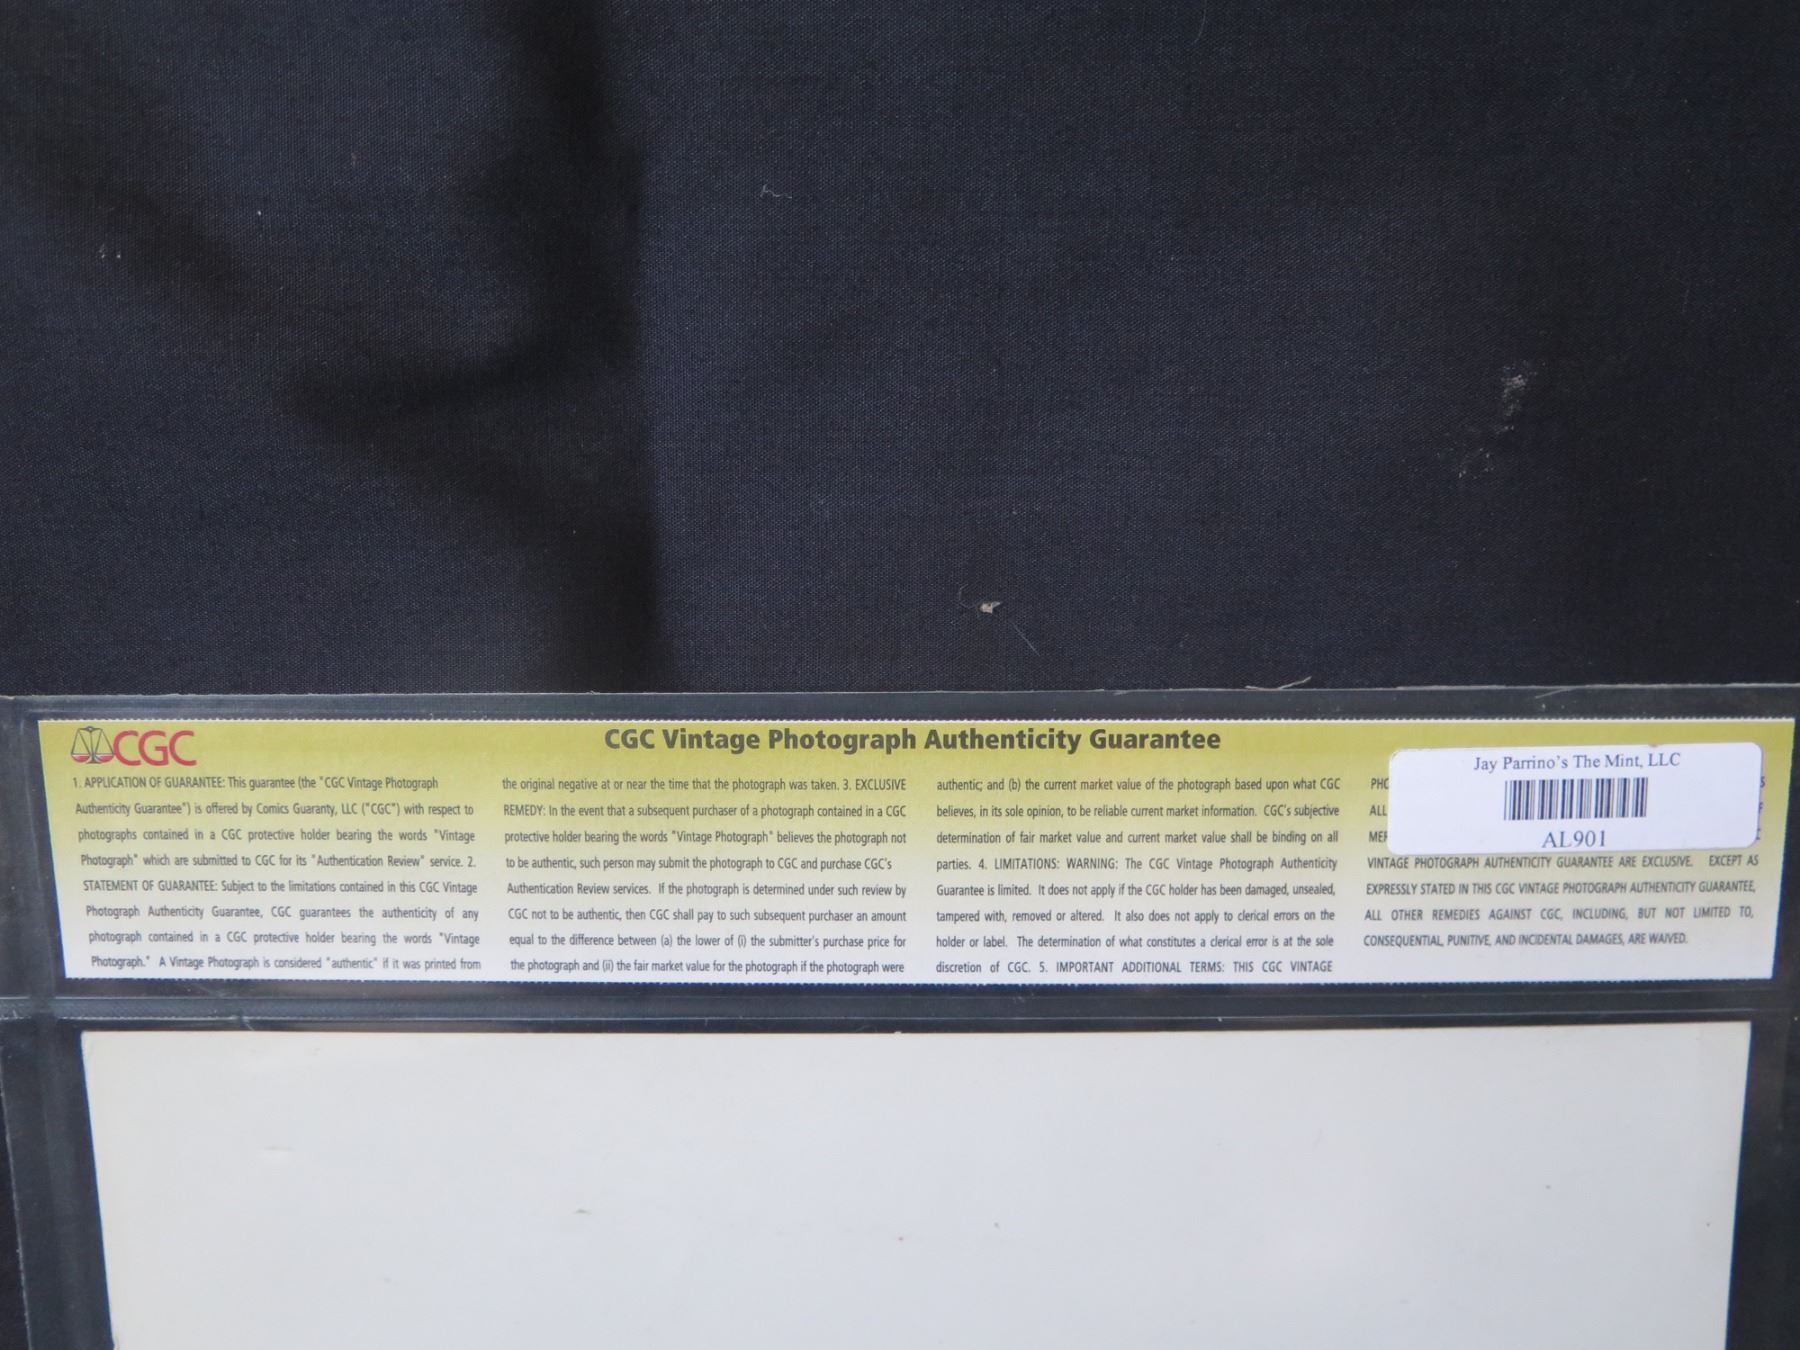 CGC
CGC Vintage Photograph Authenticity Guarantee
1. APPLICATION OF GUARANTEE: This guarantee (the "CGC Vintage Photograph
Authenticity Guarantee") is offered by Comics Guaranty, LLC ("CGC") with respect to
photographs contained in a CGC protective holder bearing the words "Vintage
Photograph" which are submitted to CGC for its "Authentication Review" service. 2.
STATEMENT OF GUARANTEE: Subject to the limitations contained in this CGC Vintage
Photograph Authenticity Guarantee, CGC guarantees the authenticity of any
photograph contained in a CGC protective holder bearing the words "Vintage
Photograph." A Vintage Photograph is considered "authentic" if it was printed from
the original negative at or near the time that the photograph was taken. 3. EXCLUSIVE
REMEDY: In the event that a subsequent purchaser of a photograph contained in a CGC
protective holder bearing the words "Vintage Photograph" believes the photograph not
to be authentic, such person may submit the photograph to CGC and purchase CGC's
Authentication Review services. If the photograph is determined under such review by
CGC not to be authentic, then CGC shall pay to such subsequent purchaser an amount
equal to the difference between (a) the lower of (i) the submitter's purchase price for
the photograph and (ii) the fair market value for the photograph if the photograph were
authentic; and (b) the current market value of the photograph based upon what CGC
believes, in its sole opinion, to be reliable current market information. CGC's subjective
determination of fair market value and current market value shall be binding on all
parties. 4. LIMITATIONS: WARNING: The CGC Vintage Photograph Authenticity
Guarantee is limited. It does not apply if the CGC holder has been damaged, unsealed,
tampered with, removed or altered. It also does not apply to clerical errors on the
holder or label. The determination of what constitutes a clerical error is at the sole
discretion of CGC. 5. IMPORTANT ADDITIONAL TERMS: THIS CGC VINTAGE
PHO
ALL
MER
VINTAGE PHOTOGRAPH AUTHENTICITY GUARANTEE ARE EXCLUSIVE. EXCEPT AS
EXPRESSLY STATED IN THIS CGC VINTAGE PHOTOGRAPH AUTHENTICITY GUARANTEE,
ALL OTHER REMEDIES AGAINST CGC, INCLUDING, BUT NOT LIMITED TO,
CONSEQUENTIAL, PUNITIVE, AND INCIDENTAL DAMAGES, ARE WAIVED.
Jay Parrino's The Mint, LLC
AL901